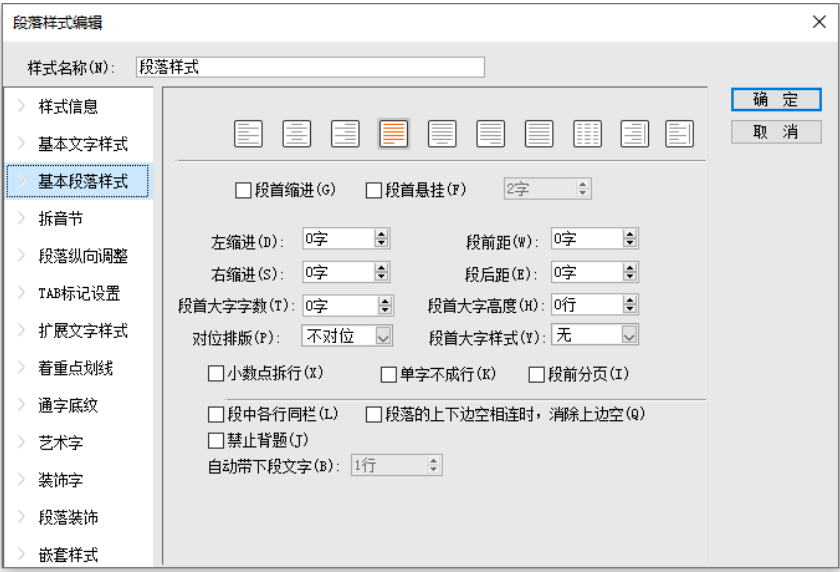 段落样式编辑
样式名称(N): 段落样式
确 定
取 消
样式信息
基本文字样式
基本段落样式
拆音节
段落纵向调整
TAB标记设置
扩展文字样式
着重点划线
通字底纹
艺术字
装饰字
段落装饰
嵌套样式
段首缩进(G) 段首悬挂(F) 2字
左缩进(D): 0字 段前距(W): 0字
右缩进(S): 0字 段后距(E): 0字
段首大字字数(T): 0字 段首大字高度(H): 0行
对位排版(P): 不对位 段首大字样式(Y): 无
小数点拆行(X) 单字不成行(K) 段前分页(I)
段中各行同栏(L) 段落的上下边空相连时，消除上边空(Q)
禁止背题(J)
自动带下段文字(B): 1行